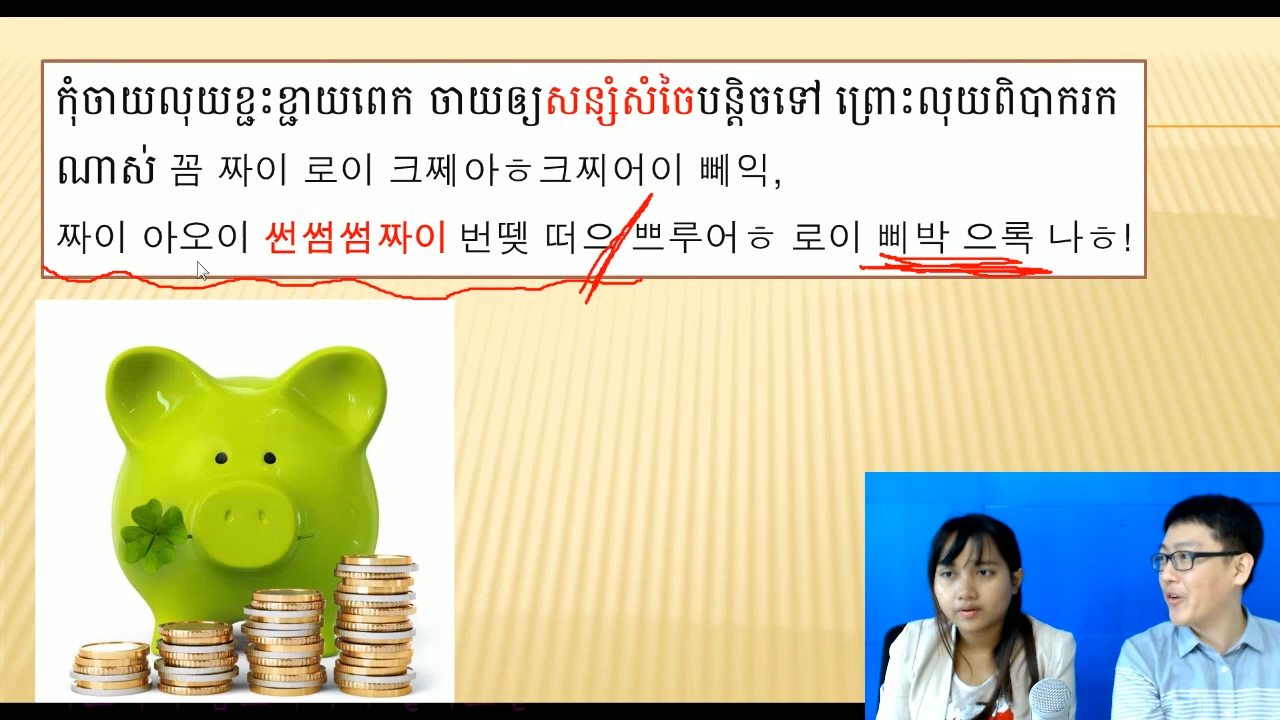 កុំចាយលុយខ្ជះខ្ជាយពេក ចាយឲ្យសន្សំសំចៃបន្តិចទៅ ព្រោះលុយពិបាករក
ណាស់ 꼼 짜이 로이 크쩨아ㅎ크찌어이 뻬익,
짜이 아오이 썬썸썸짜이 번뗓 떠으 쁘루어ㅎ 로이 삐박 으록 나ㅎ!